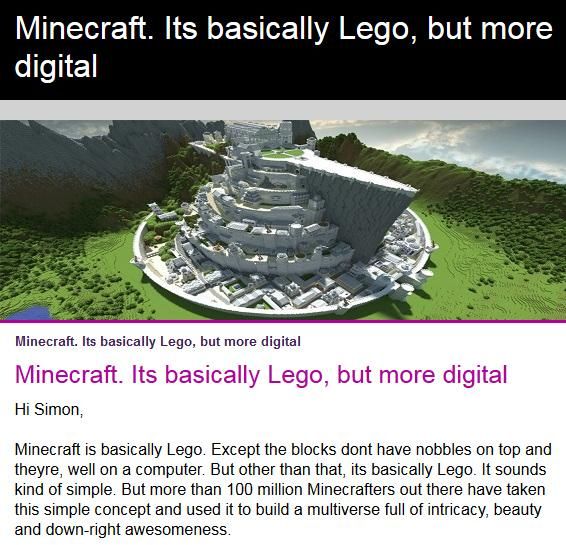 Minecraft. Its basically Lego, but more
digital
Minecraft. Its basically Lego, but more digital
Minecraft. Its basically Lego, but more digital
Hi Simon,
Minecraft is basically Lego. Except the blocks dont have nobbles on top and
theyre, well on a computer. But other than that, its basically Lego. It sounds
kind of simple. But more than 100 million Minecrafters out there have taken
this simple concept and used it to build a multiverse full of intricacy, beauty
and down-right awesomeness.